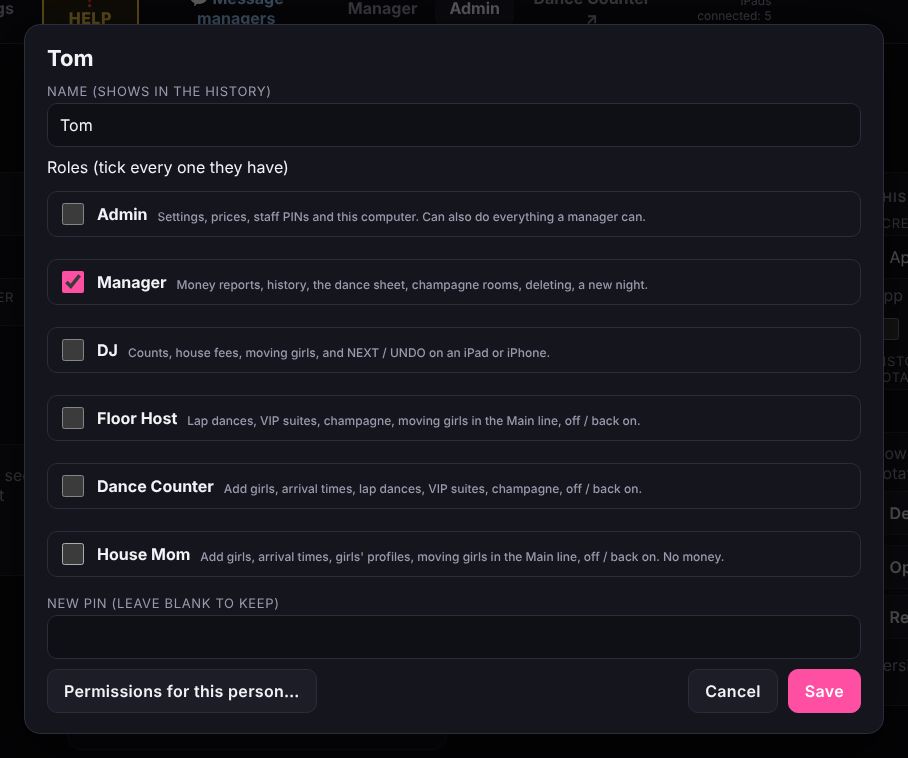 gs
HELP
Message
managers
Manager
Admin
Dance Counter
↗
iPads
connected: 5
Tom
NAME (SHOWS IN THE HISTORY)
Tom
Roles (tick every one they have)
Admin Settings, prices, staff PINs and this computer. Can also do everything a manager can.
Manager Money reports, history, the dance sheet, champagne rooms, deleting, a new night.
DJ Counts, house fees, moving girls, and NEXT / UNDO on an iPad or iPhone.
Floor Host Lap dances, VIP suites, champagne, moving girls in the Main line, off / back on.
Dance Counter Add girls, arrival times, lap dances, VIP suites, champagne, off / back on.
House Mom Add girls, arrival times, girls' profiles, moving girls in the Main line, off / back on. No money.
NEW PIN (LEAVE BLANK TO KEEP)
Permissions for this person...
Cancel
Save